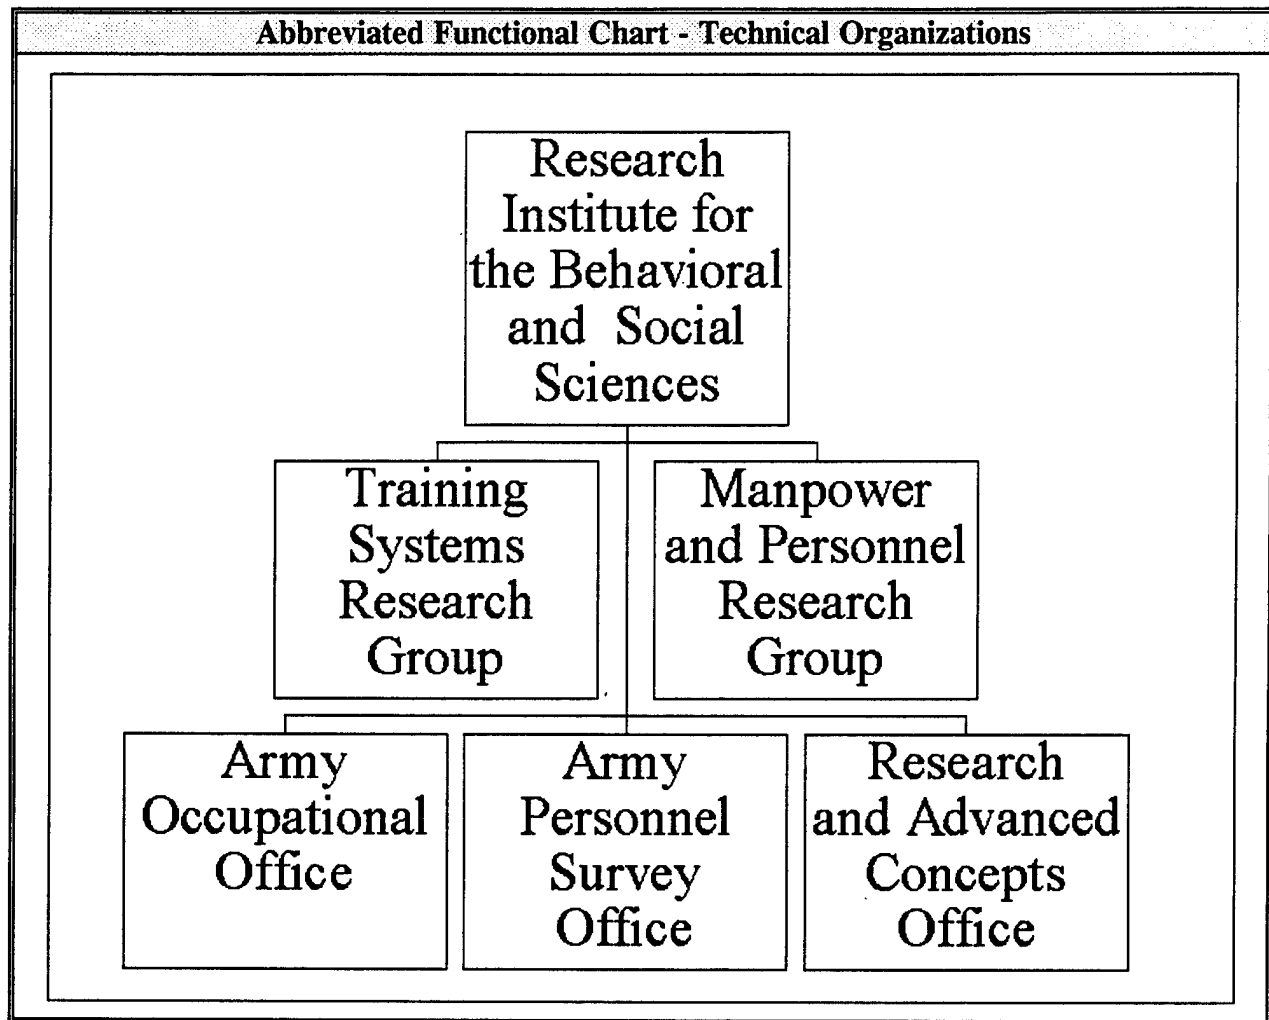 Abbreviated Functional Chart - Technical Organizations
Research
Institute for
the Behavioral
and Social
Sciences
Training
Systems
Research
Group
Manpower
and Personnel
Research
Group
Army
Occupational
Office
Army
Personnel
Survey
Office
Research
and Advanced
Concepts
Office